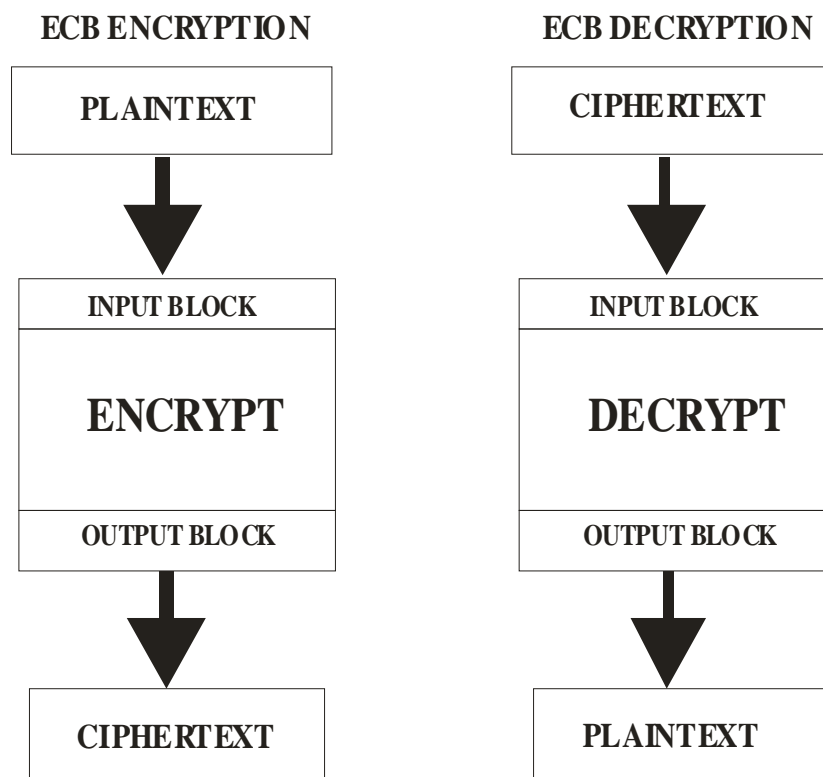 ECB ENCRYPTION
PLAINTEXT
INPUT BLOCK
ENCRYPT
OUTPUT BLOCK
CIPHERTEXT
ECB DECRYPTION
CIPHERTEXT
INPUT BLOCK
DECRYPT
OUTPUT BLOCK
PLAINTEXT